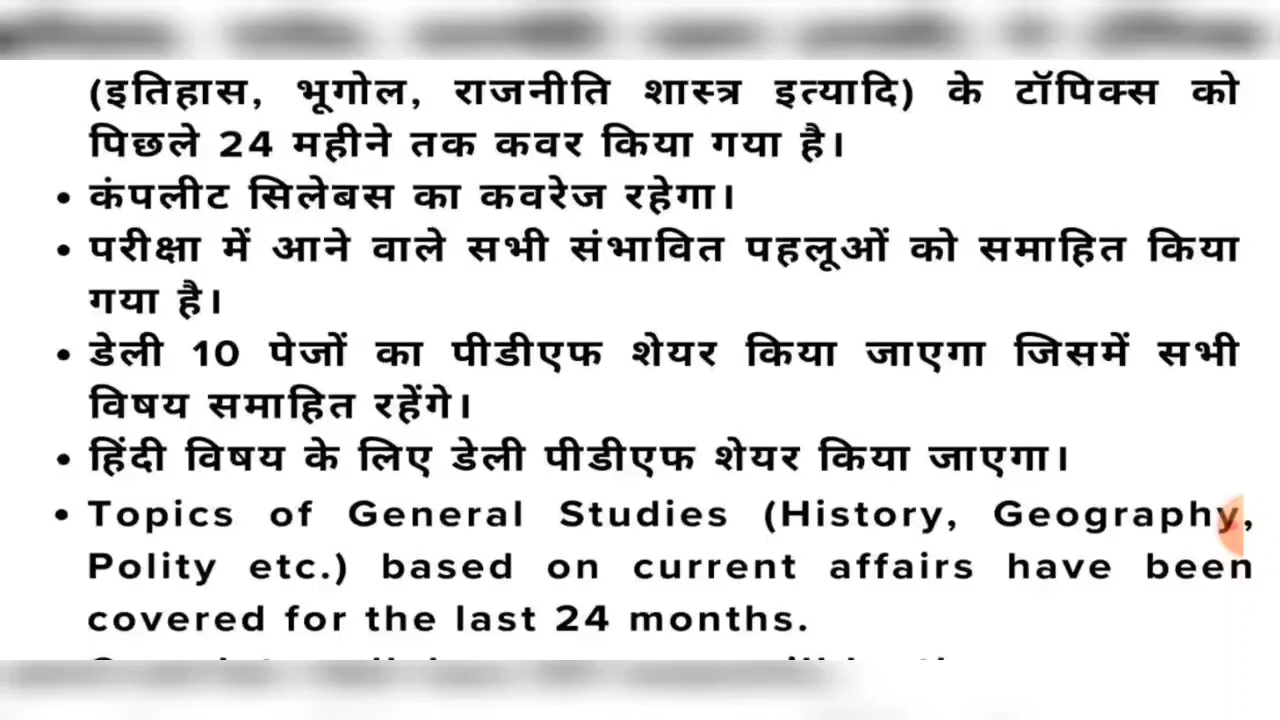 (इतिहास, भूगोल, राजनीति शास्त्र इत्यादि) के टॉपिक्स को
पिछले 24 महीने तक कवर किया गया है।
• कंपलीट सिलेबस का कवरेज रहेगा।
• परीक्षा में आने वाले सभी संभावित पहलूओं को समाहित किया
गया है।
• डेली 10 पेजों का पीडीएफ शेयर किया जाएगा जिसमें सभी
विषय समाहित रहेंगे।
• हिंदी विषय के लिए डेली पीडीएफ शेयर किया जाएगा।
• Topics of General Studies (History, Geography,
Polity etc.) based on current affairs have been
covered for the last 24 months.